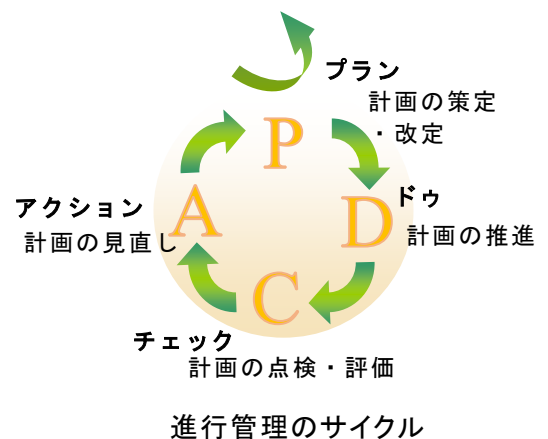 プラン
計画の策定
・改定
P
ドゥ
D
計画の推進
アクション
A
計画の見直し
C
チェック
計画の点検・評価
進行管理のサイクル